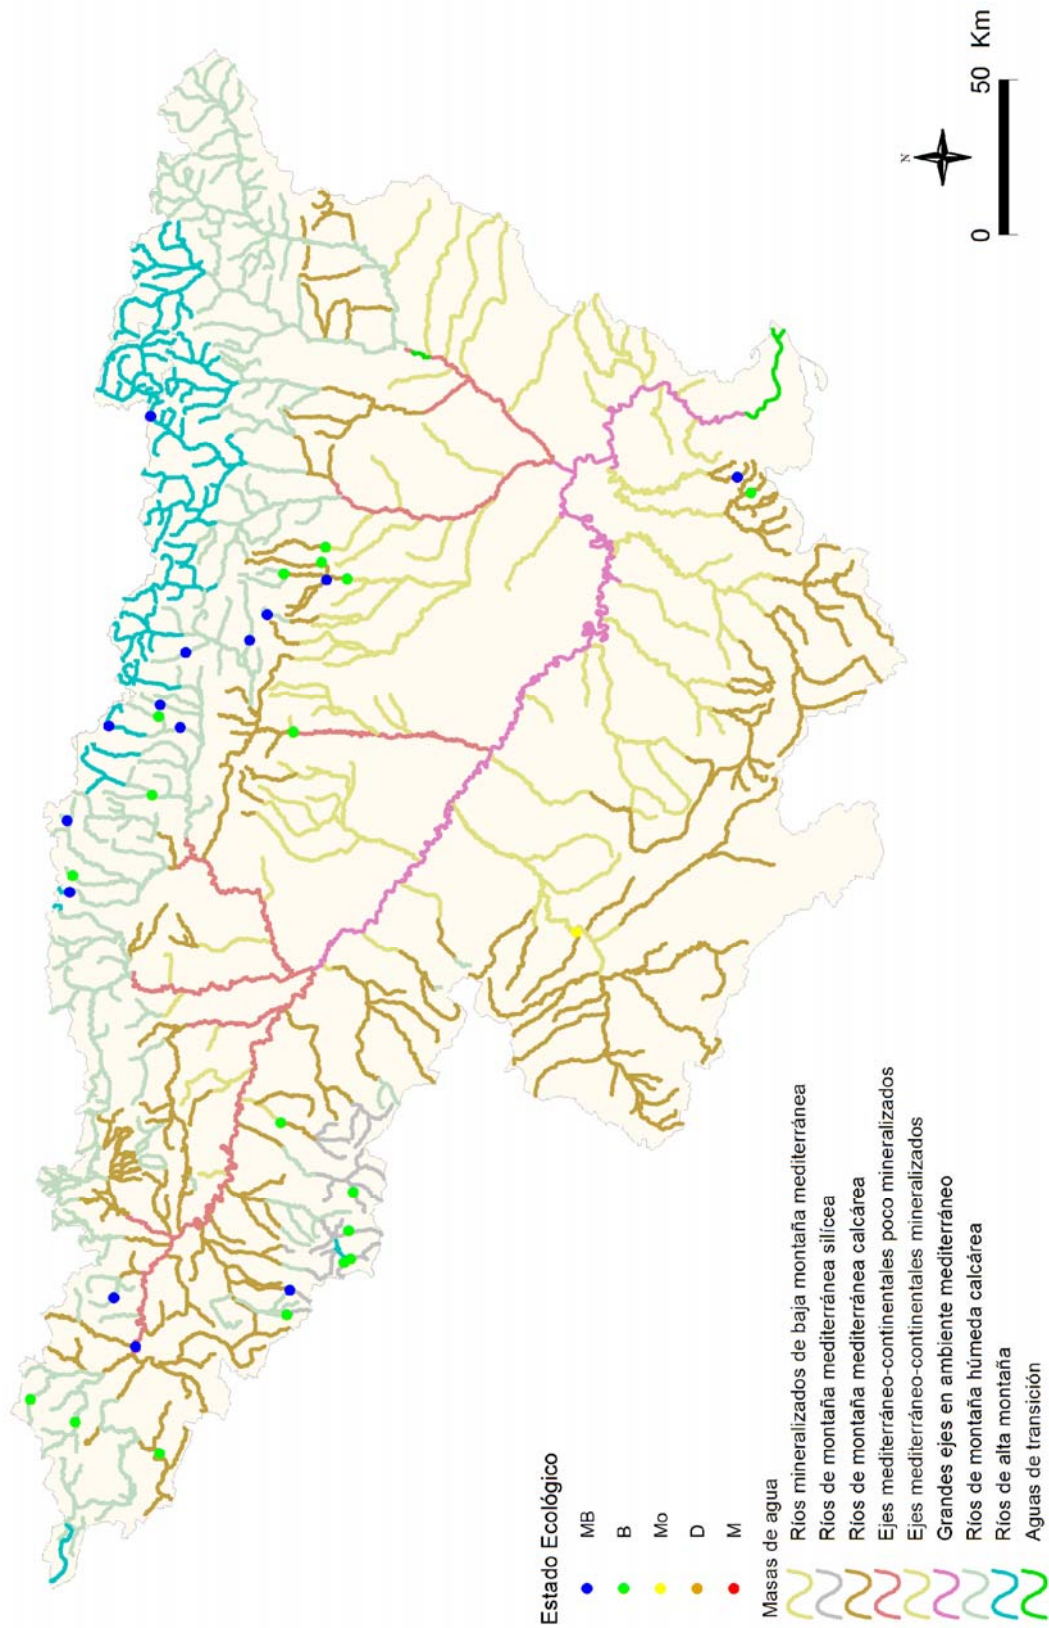 N
0 50 Km
Estado Ecológico
MB
B
Mo
D
M
Masas de agua
Ríos mineralizados de baja montaña mediterránea
Ríos de montaña mediterránea silícea
Ríos de montaña mediterránea calcárea
Ejes mediterráneo-continentales poco mineralizados
Ejes mediterráneo-continentales mineralizados
Grandes ejes en ambiente mediterráneo
Ríos de montaña húmeda calcárea
Ríos de alta montaña
Aguas de transición